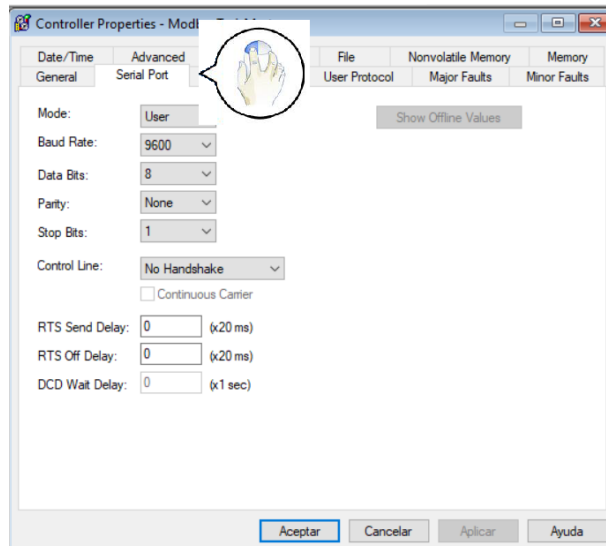 Controller Properties - Modb
Date/Time Advanced File Nonvolatile Memory Memory
General Serial Port User Protocol Major Faults Minor Faults
Mode: User Show Offline Values
Baud Rate: 9600
Data Bits: 8
Parity: None
Stop Bits: 1
Control Line: No Handshake
Continuous Carrier
RTS Send Delay: 0 (x20 ms)
RTS Off Delay: 0 (x20 ms)
DCD Wait Delay: 0 (x1 sec)
Aceptar Cancelar Aplicar Ayuda